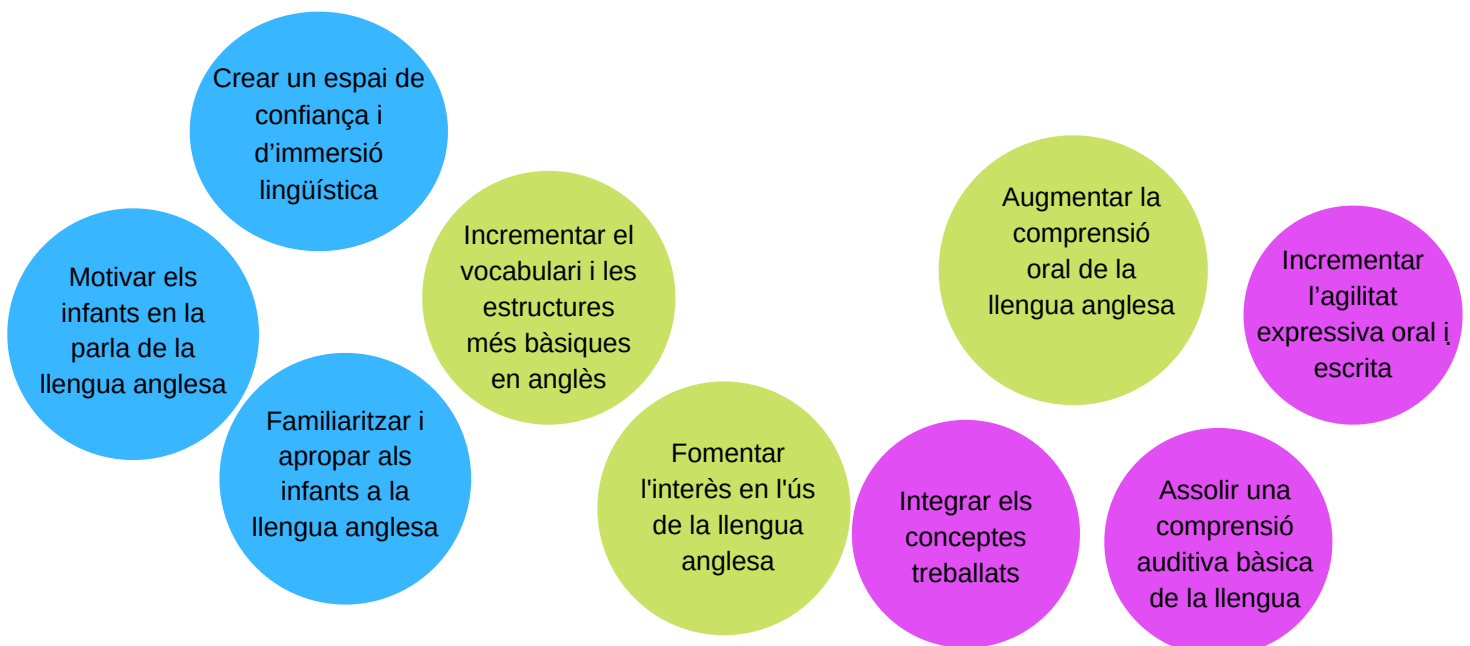 Crear un espai de
confiança i
d’immersió
lingüística
Motivar els
infants en la
parla de la
llengua anglesa
Familiaritzar i
apropar als
infants a la
llengua anglesa
Incrementar el
vocabulari i les
estructures
més bàsiques
en anglès
Fomentar
l'interès en l'ús
de la llengua
anglesa
Augmentar la
comprensió
oral de la
llengua anglesa
Integrar els
conceptes
treballats
Incrementar
l’agilitat
expressiva oral i
escrita
Assolir una
comprensió
auditiva bàsica
de la llengua